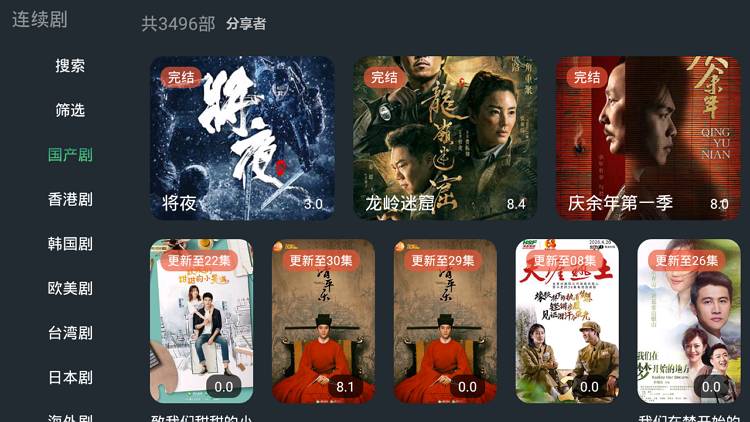 连续剧
共3496部 分享者
搜索
筛选
国产剧
香港剧
韩国剧
欧美剧
台湾剧
日本剧
海外剧
完结
将夜
将夜 3.0
完结
龙岭迷窟
龙岭迷窟 8.4
完结
余年
QING
YU
NIAN
庆余年第一季 8.0
更新至22集
0.0
致我们甜甜的小
更新至30集
清平乐
8.1
更新至29集
清平乐
0.0
更新至08集
0.0
更新至26集
我们在
梦开始的地方
0.0
我们在梦开始的